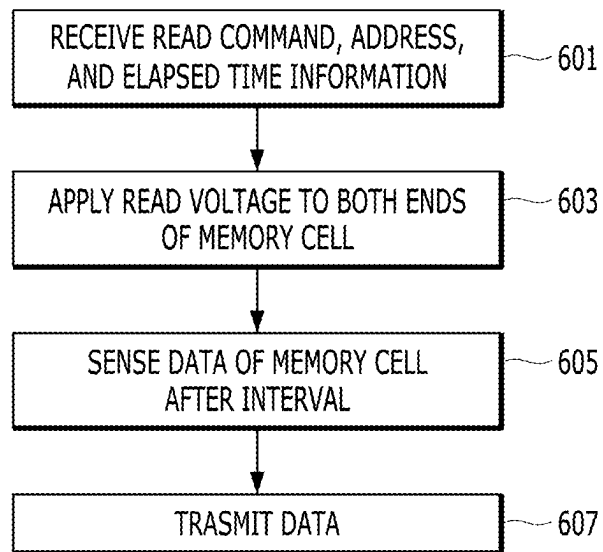 RECEIVE READ COMMAND, ADDRESS,
AND ELAPSED TIME INFORMATION
601
APPLY READ VOLTAGE TO BOTH ENDS
OF MEMORY CELL
603
SENSE DATA OF MEMORY CELL
AFTER INTERVAL
605
TRASMIT DATA
607